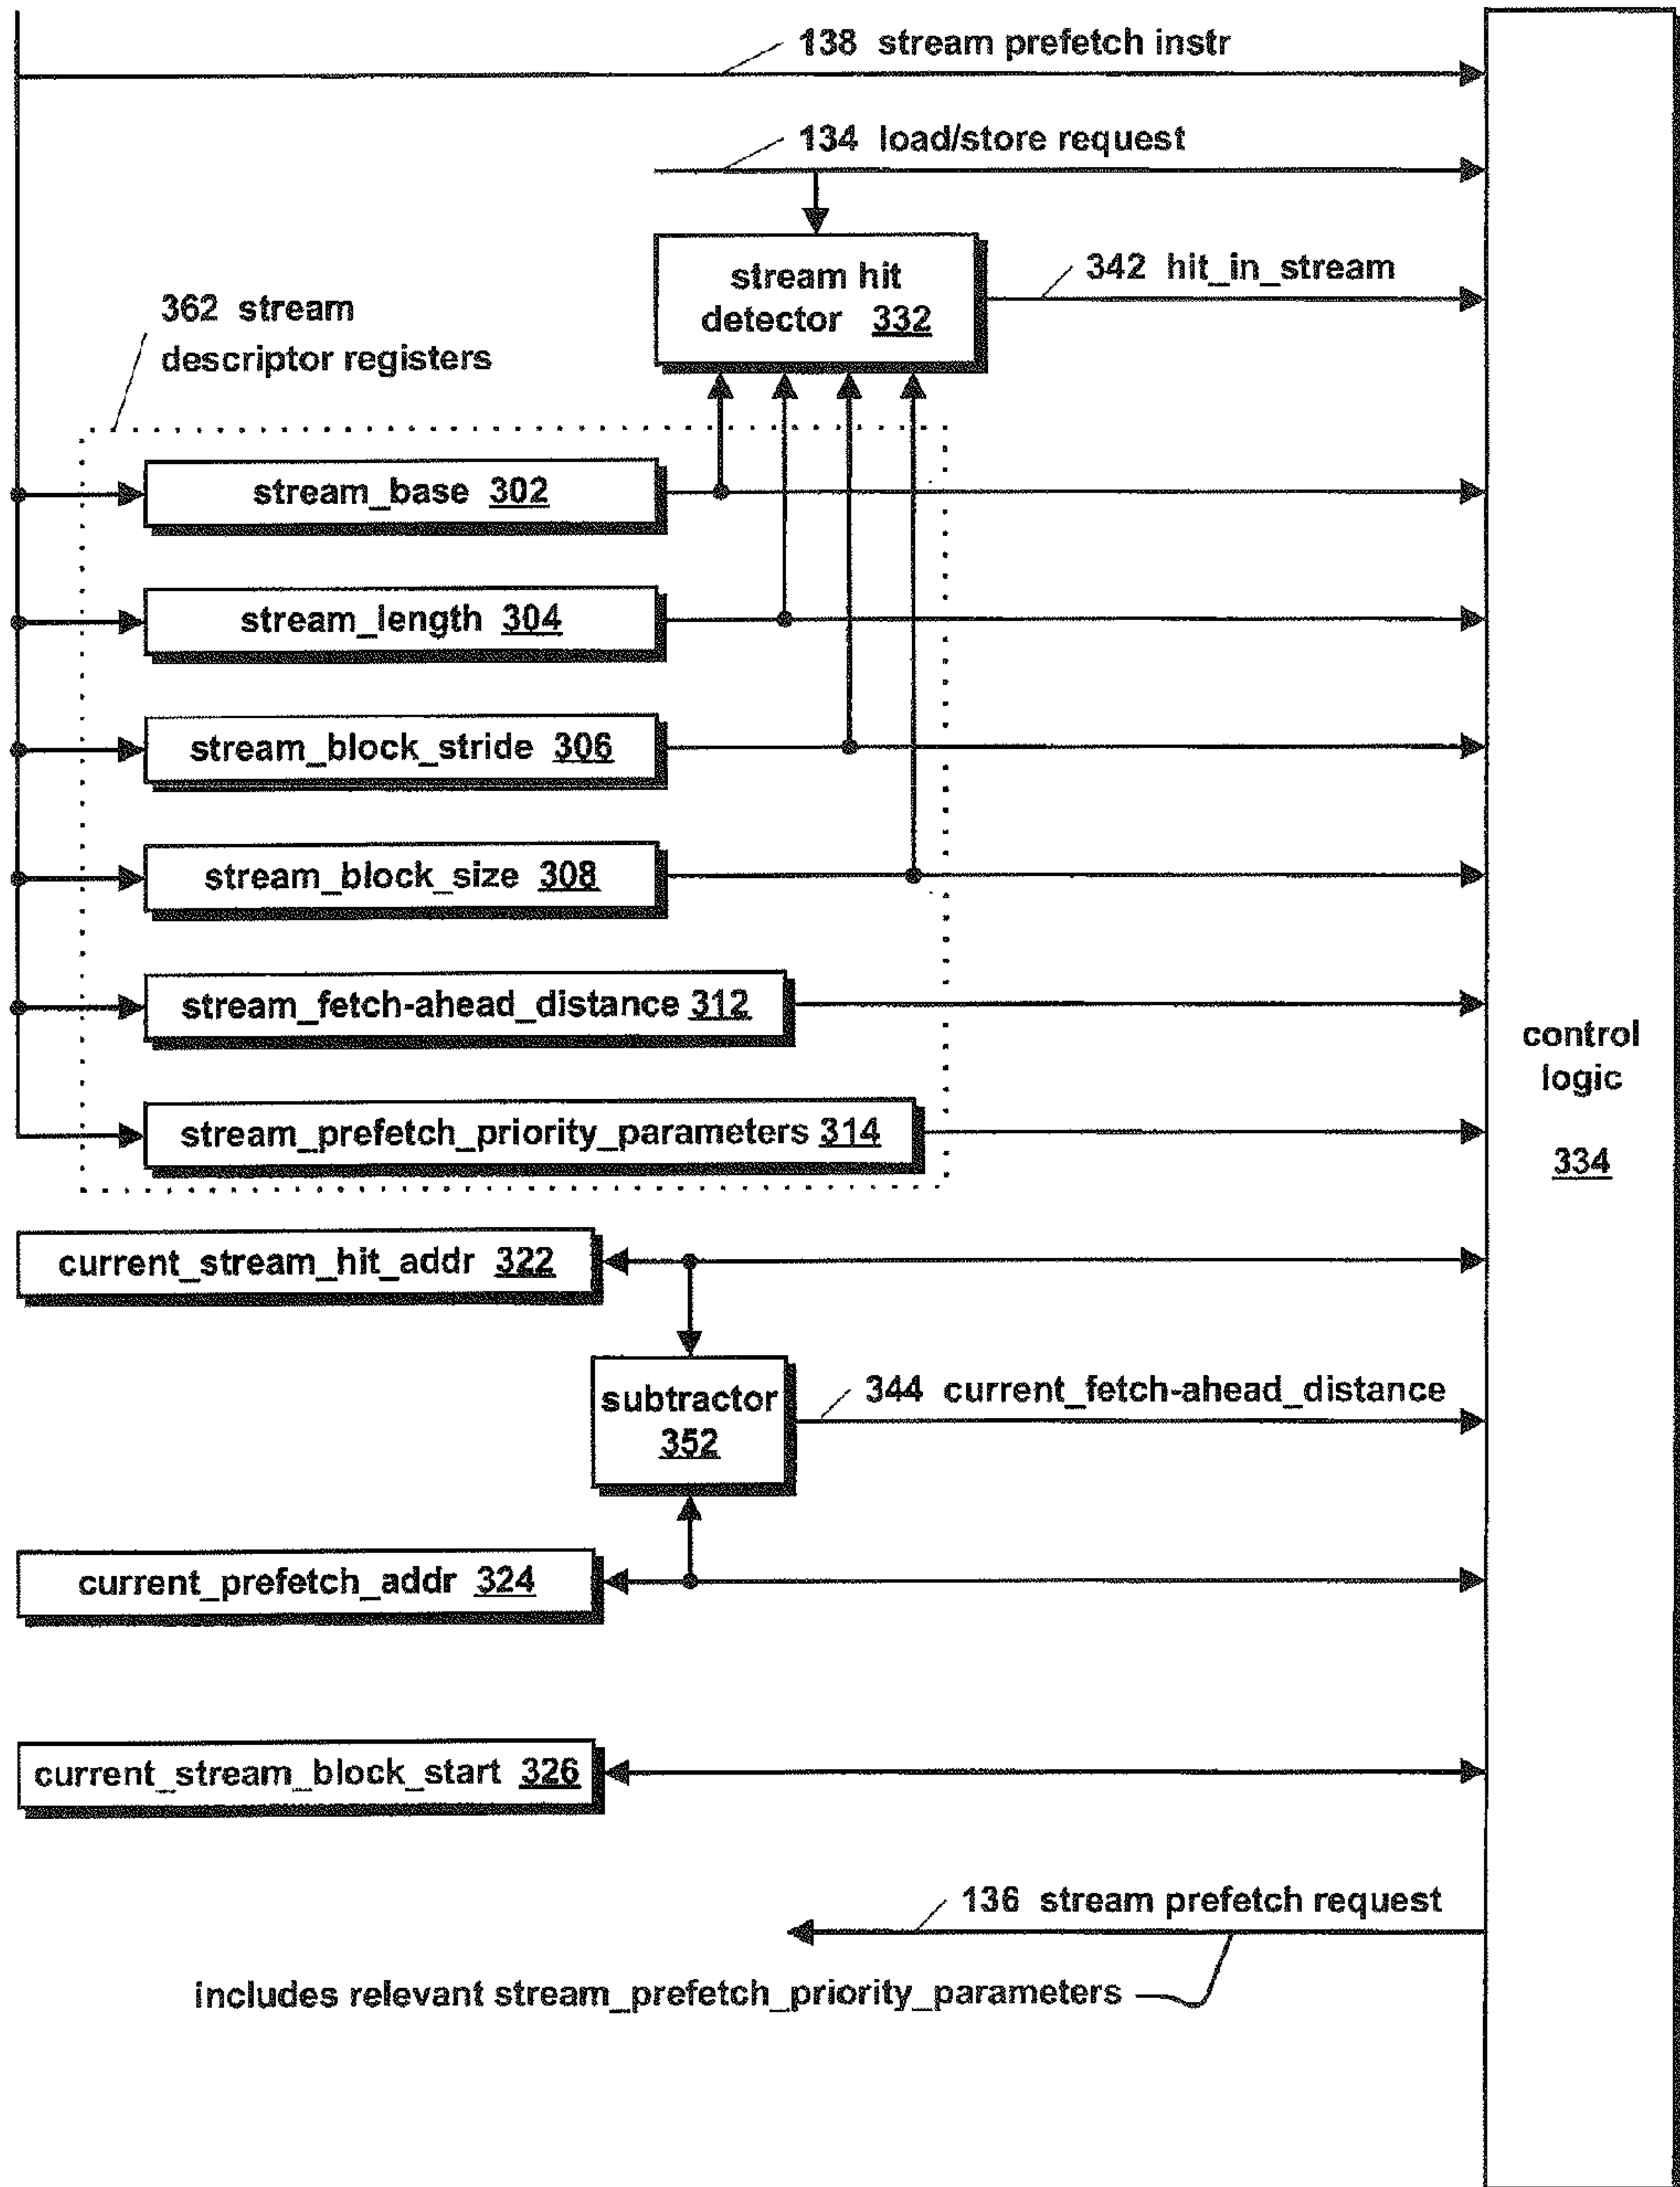 138 stream prefetch instr
134 load/store request
stream hit
detector 332
342 hit_in_stream
362 stream
descriptor registers
stream_base 302
stream_length 304
stream_block_stride 306
stream_block_size 308
stream_fetch-ahead_distance 312
stream_prefetch_priority_parameters 314
control
logic
334
current_stream_hit_addr 322
subtractor
352
344 current_fetch-ahead_distance
current_prefetch_addr 324
current_stream_block_start 326
136 stream prefetch request
includes relevant stream_prefetch_priority_parameters